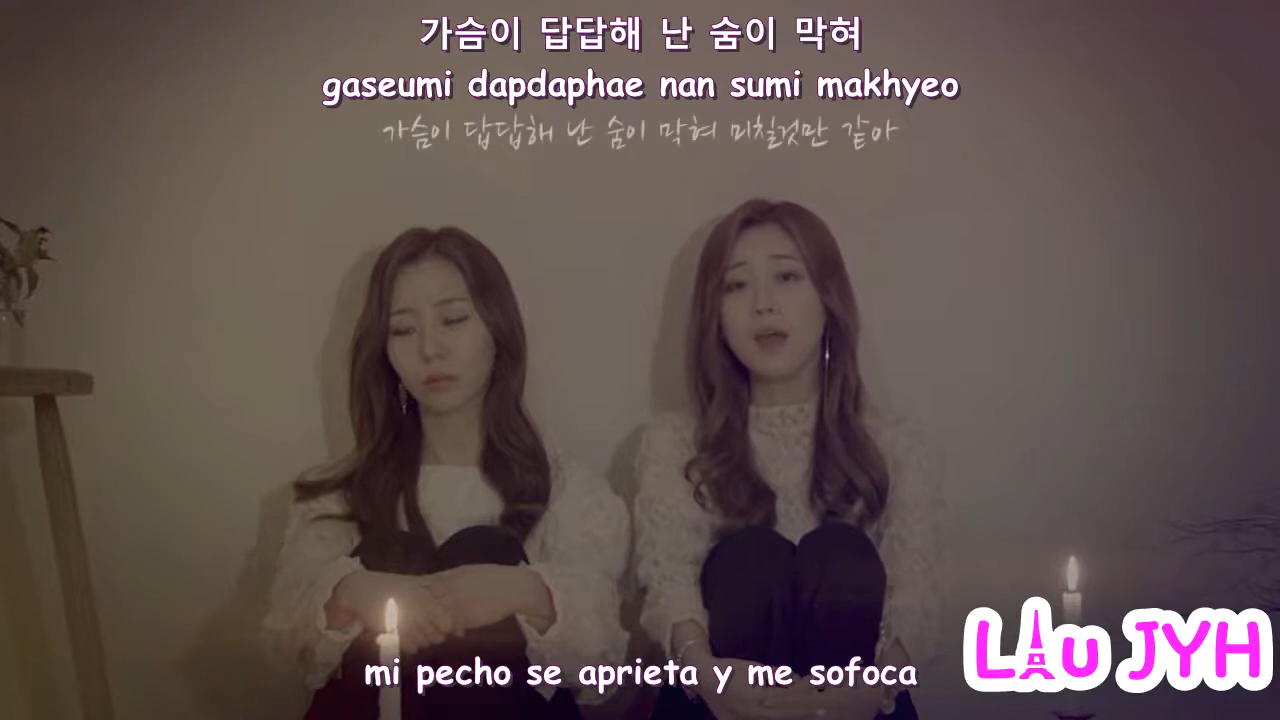 가슴이 답답해 난 숨이 막혀
gaseumi dapdaphae nan sumi makhyeo
가슴이 답답해 난 숨이 막혀 미칠것만 같아
mi pecho se aprieta y me sofoca
LAu JYH